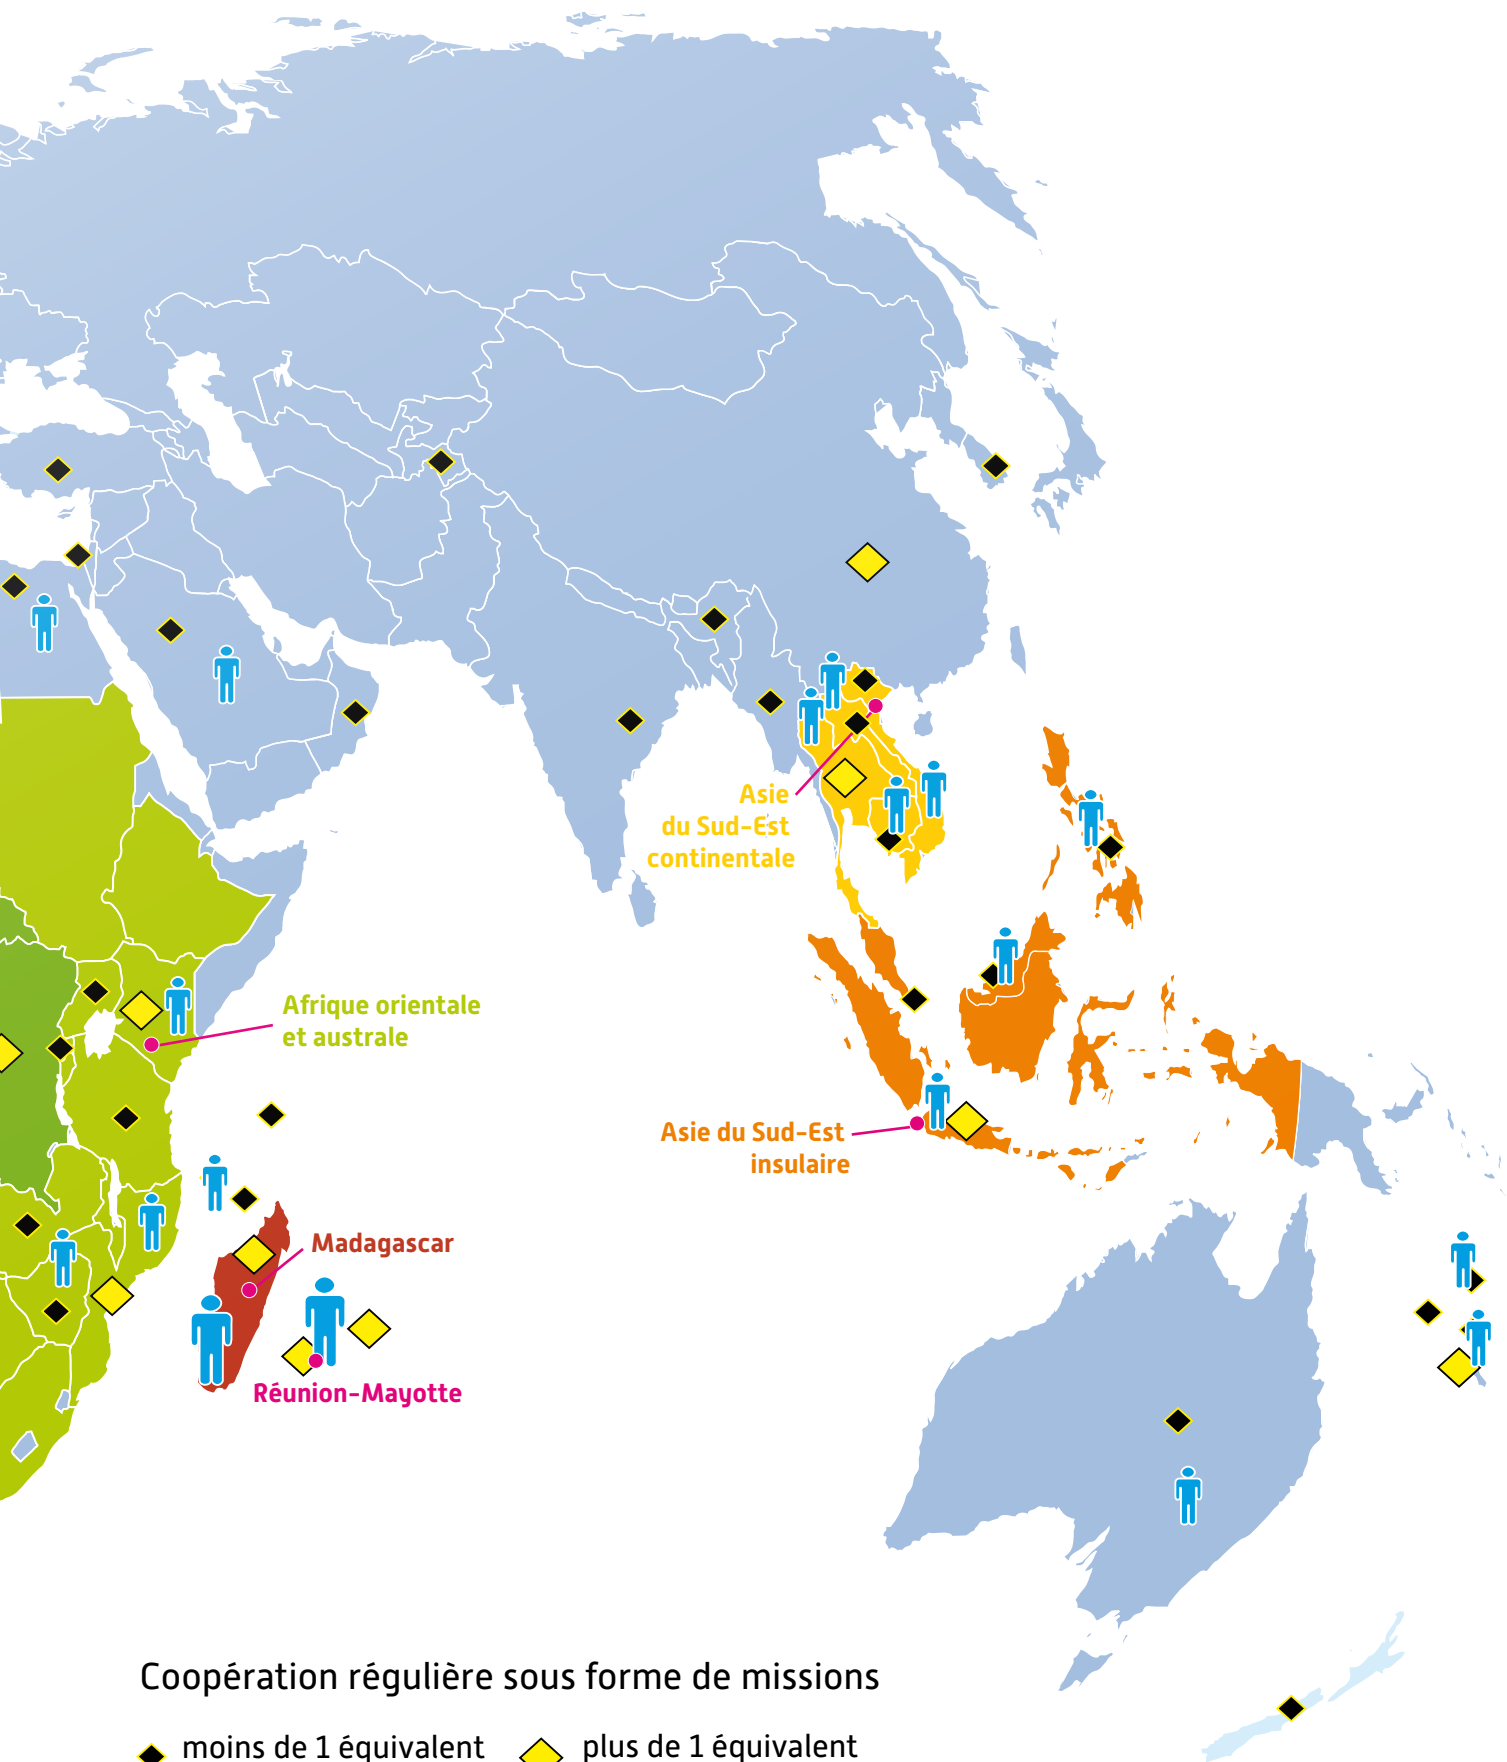 Asie
du Sud-Est
continentale
Afrique orientale
et australe
Asie du Sud-Est
insulaire
Madagascar
Réunion-Mayotte
Coopération régulière sous forme de missions
moins de 1 équivalent
plus de 1 équivalent